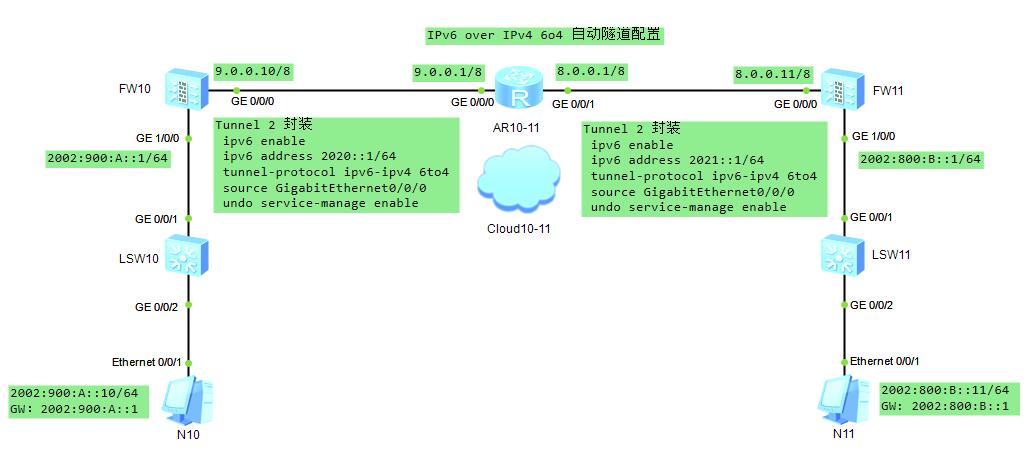 IPv6 over IPv4 6o4 自动隧道配置
9.0.0.10/8
9.0.0.1/8
8.0.0.1/8
8.0.0.11/8
FW10
GE 0/0/0
GE 0/0/0
R
GE 0/0/1
GE 0/0/0
FW11
AR10-11
GE 1/0/0
2002:900:A::1/64
Tunnel 2 封装
ipv6 enable
ipv6 address 2020::1/64
tunnel-protocol ipv6-ipv4 6to4
source GigabitEthernet0/0/0
undo service-manage enable
Tunnel 2 封装
ipv6 enable
ipv6 address 2021::1/64
tunnel-protocol ipv6-ipv4 6to4
source GigabitEthernet0/0/0
undo service-manage enable
GE 1/0/0
2002:800:B::1/64
Cloud10-11
GE 0/0/1
GE 0/0/1
LSW10
LSW11
GE 0/0/2
GE 0/0/2
Ethernet 0/0/1
Ethernet 0/0/1
2002:900:A::10/64
GW: 2002:900:A::1
N10
2002:800:B::11/64
GW: 2002:800:B::1
N11